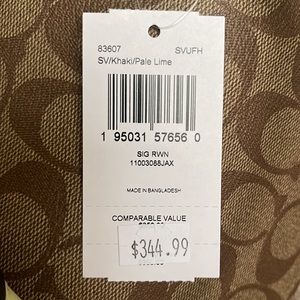 83607 SVUFH
SV/Khaki/Pale Lime
1 95031 57656 0
SIG RWN
11003088JAX
MADE IN BANGLADESH
COMPARABLE VALUE
$344.99